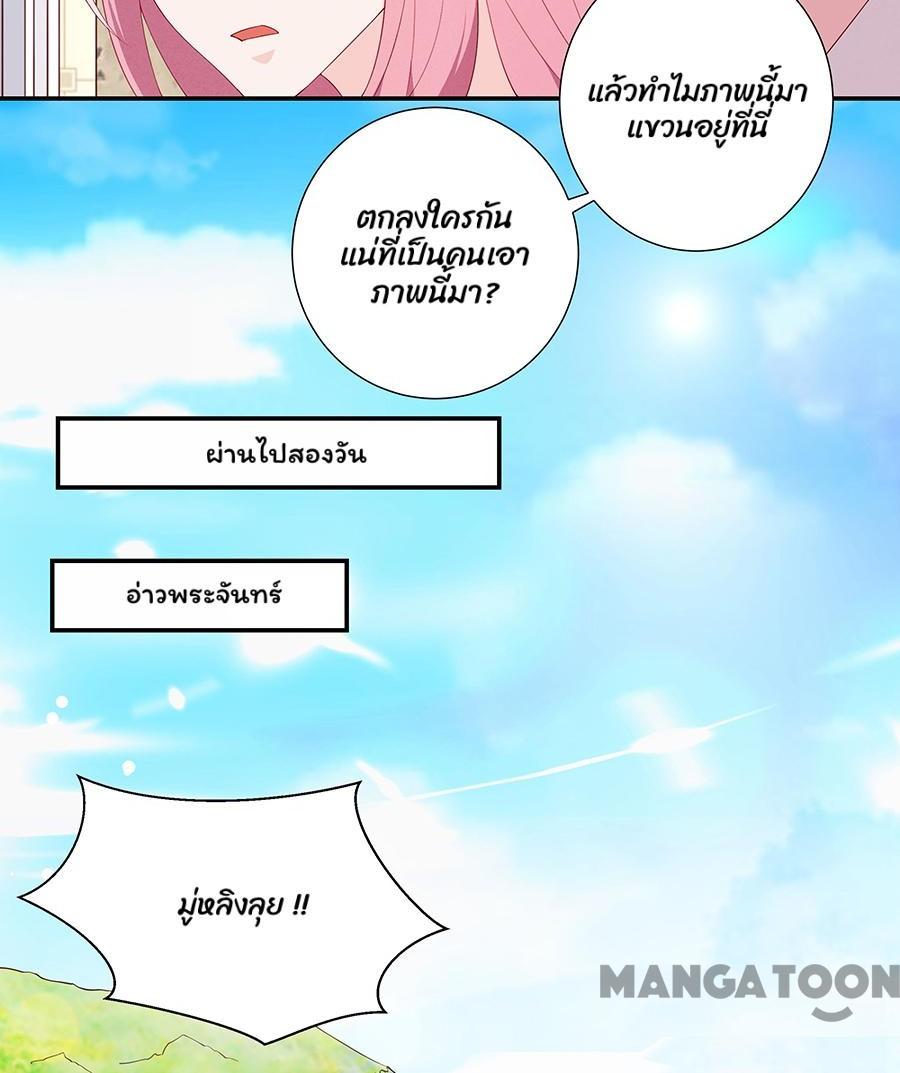 แล้วทำไมภาพนี้มา
แขวนอยู่ที่นี่
ตกลงใครกัน
แน่ที่เป็นคนเอา
ภาพนี้มา?
ผ่านไปสองวัน
อ่าวพระจันทร์
มู่หลิงลุย !!
MANGATOON